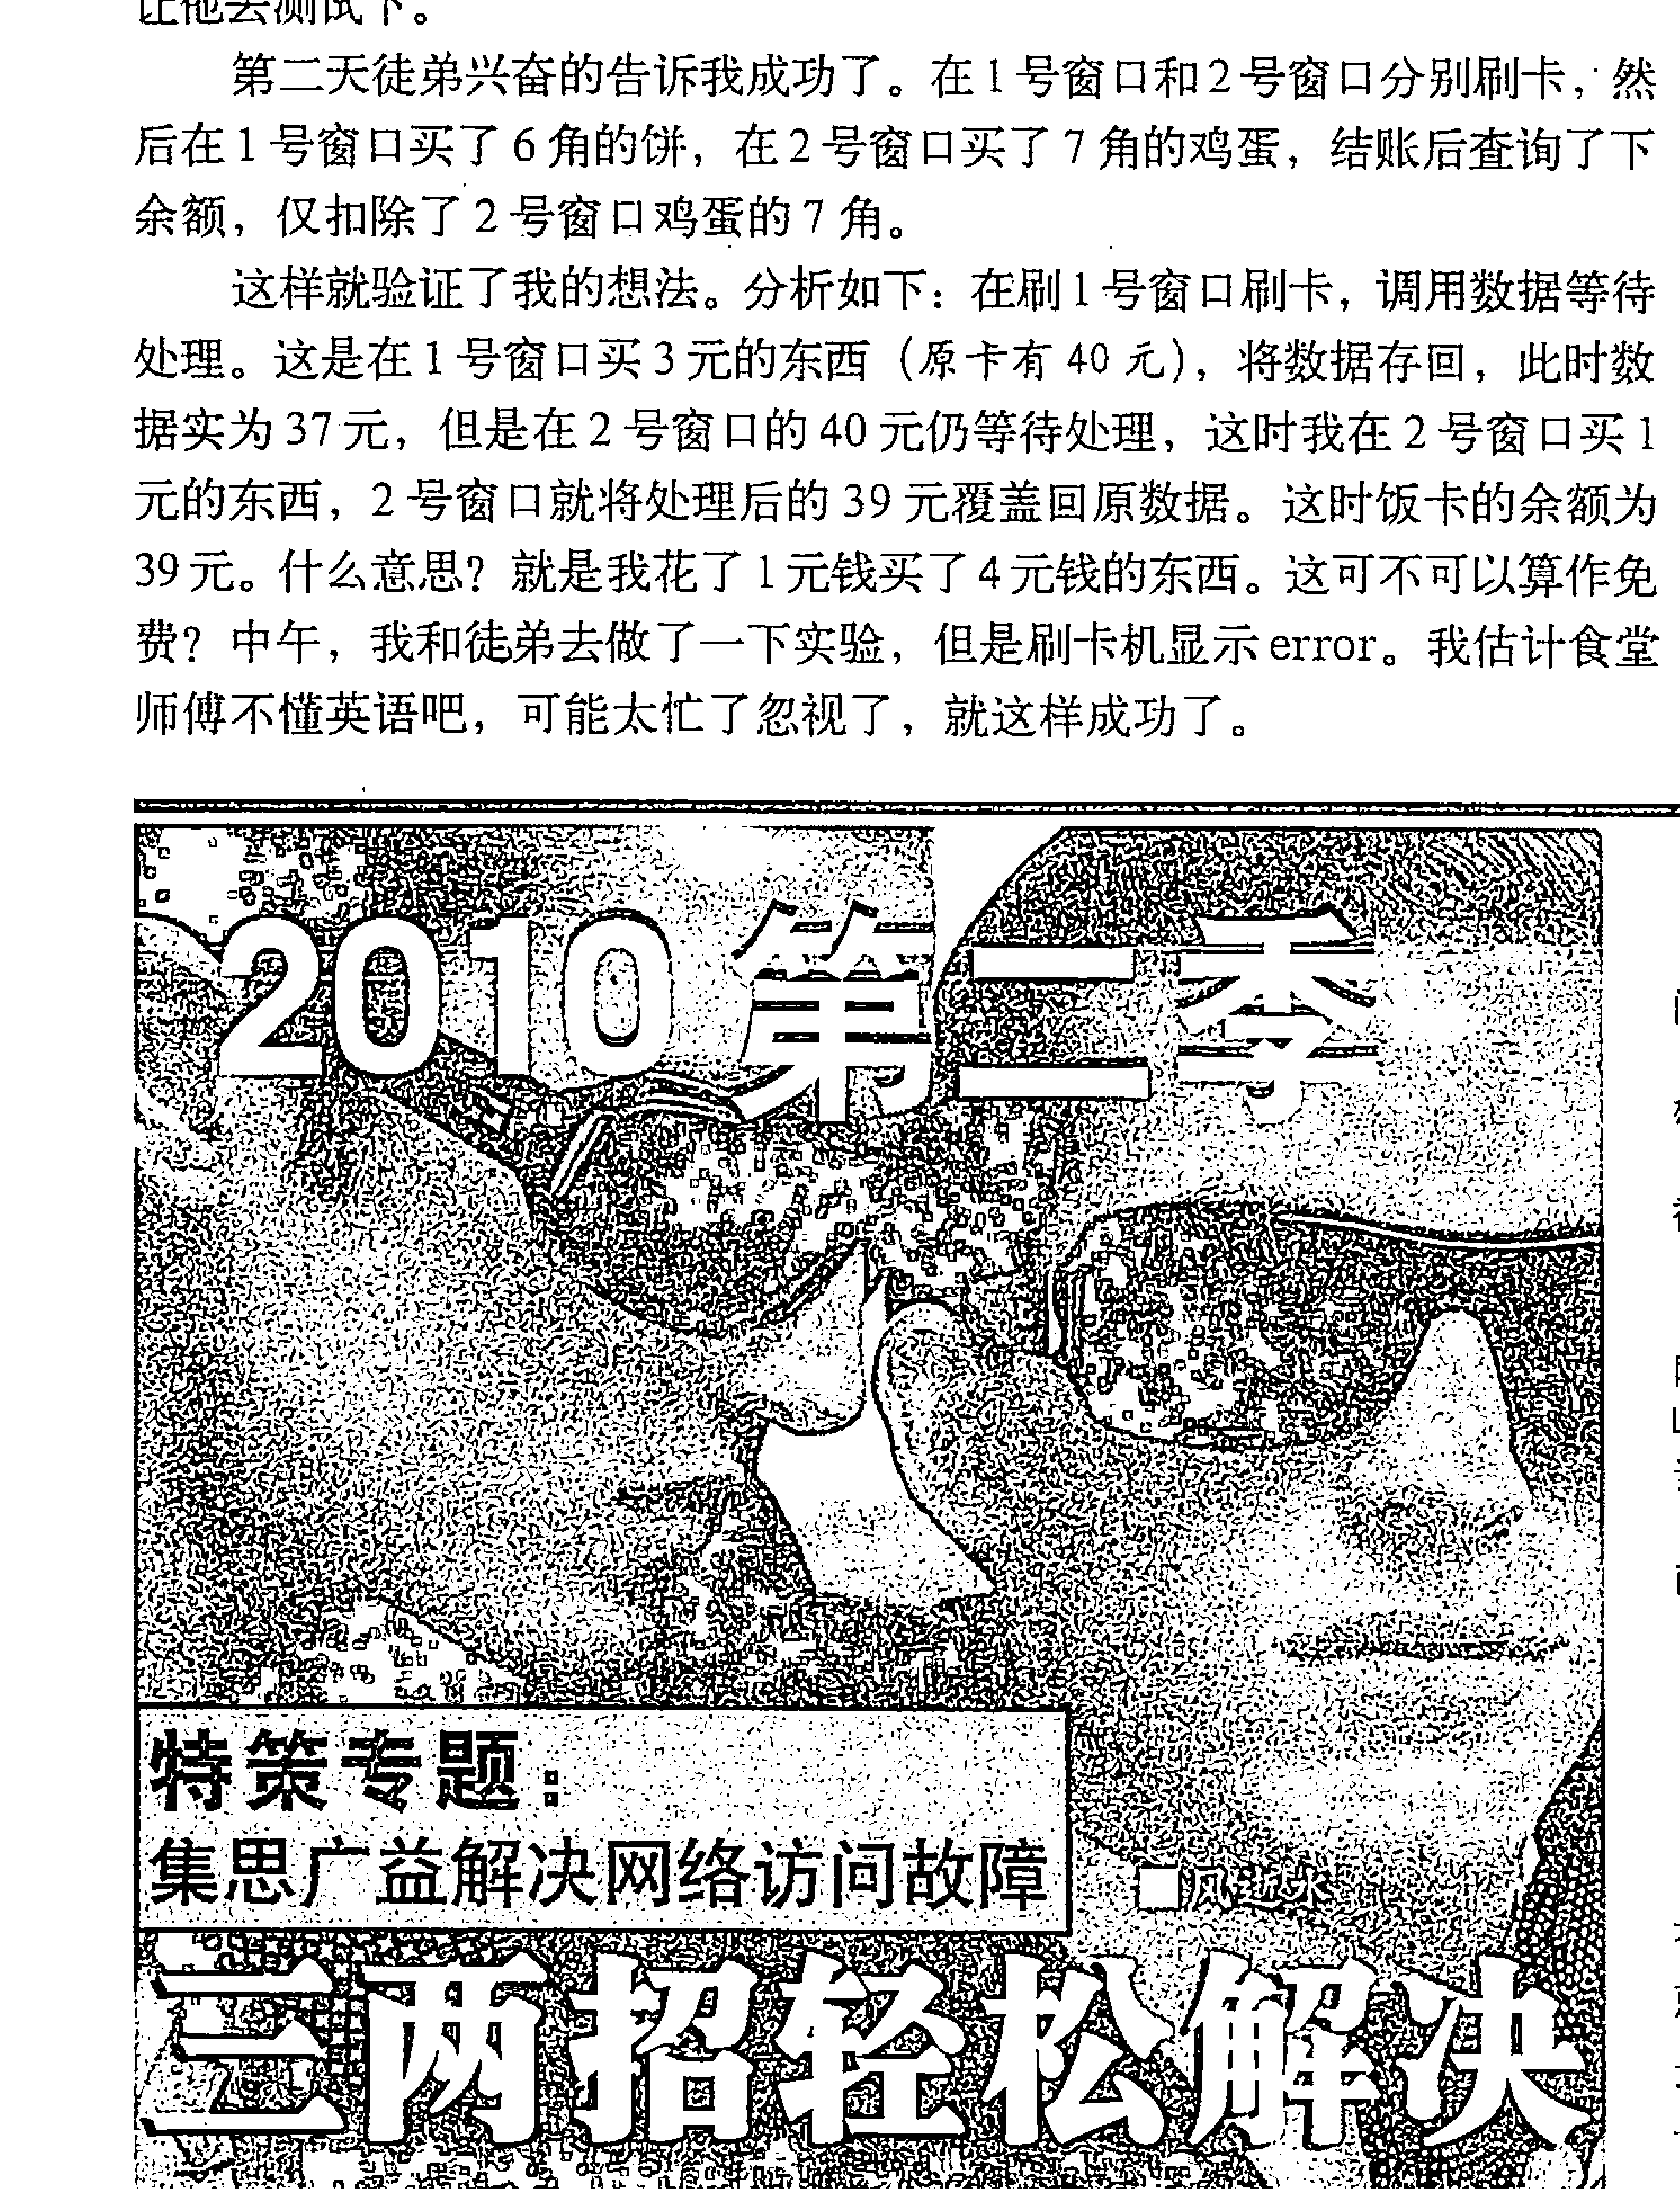 让他去测试下。
第二天徒弟兴奋的告诉我成功了。在1号窗口和2号窗口分别刷卡，然
后在1号窗口买了6角的饼，在2号窗口买了7角的鸡蛋，结账后查询了下
余额，仅扣除了2号窗口鸡蛋的7角。
这样就验证了我的想法。分析如下：在刷1号窗口刷卡，调用数据等待
处理。这是在1号窗口买3元的东西（原卡有40元），将数据存回，此时数
据实为37元，但是在2号窗口的40元仍等待处理，这时我在2号窗口买1
元的东西，2号窗口就将处理后的39元覆盖回原数据。这时饭卡的余额为
39元。什么意思？就是我花了1元钱买了4元钱的东西。这可不可以算作免
费？中午，我和徒弟去做了一下实验，但是刷卡机显示error。我估计食堂
师傅不懂英语吧，可能太忙了忽视了，就这样成功了。
2010 第二季
特策专题：
集思广益解决网络访问故障
三两招轻松解决